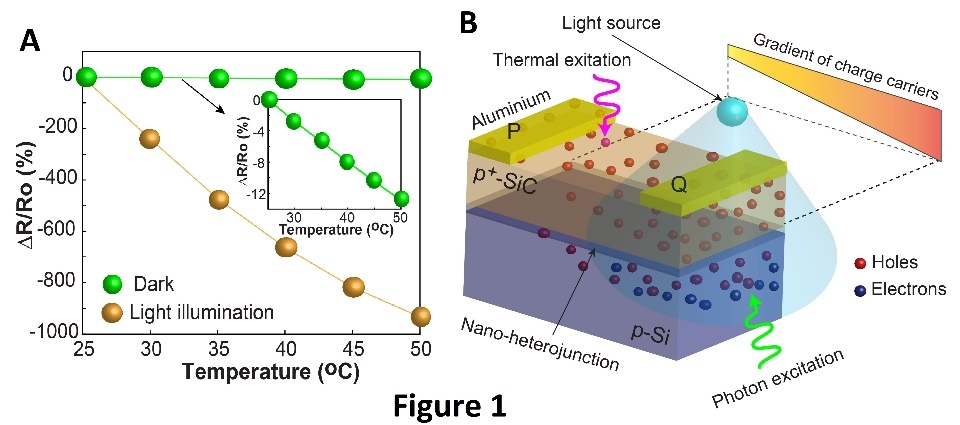 A
ΔR/Ro (%)
0
-200
-400
-600
-800
-1000
25
30
35
40
45
50
Temperature (ºC)
Dark
Light illumination
ΔR/Ro (%)
0
-4
-8
-12
30
40
50
Temperature (ºC)
B
Light source
Thermal exitation
Gradient of charge carriers
Aluminium
P
Q
p⁺-SiC
Holes
Electrons
Nano-heterojunction
p-Si
Photon excitation
Figure 1